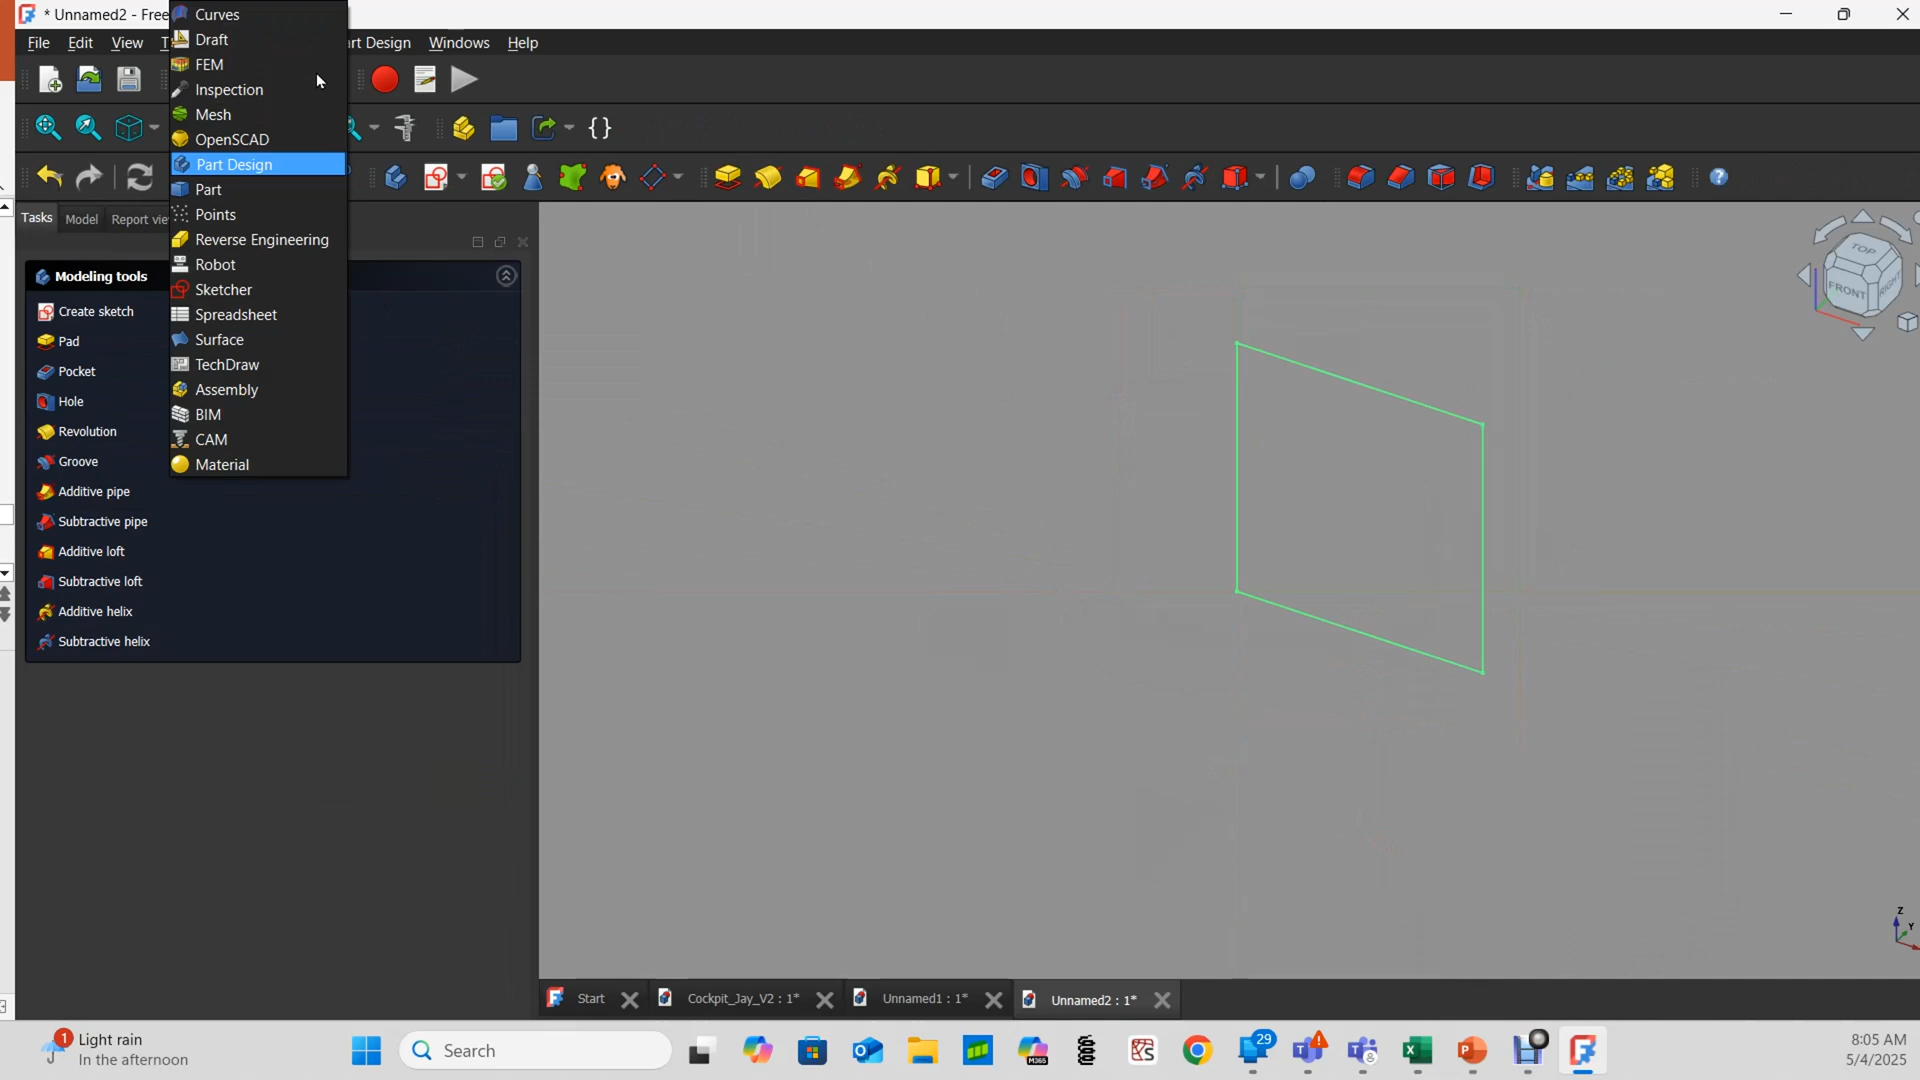 * Unnamed2 - Free
File Edit View T art Design Windows Help
Curves
Draft
FEM
Inspection
Mesh
OpenSCAD
Part Design
Part
Points
Reverse Engineering
Robot
Sketcher
Spreadsheet
Surface
TechDraw
Assembly
BIM
CAM
Material
Tasks Model Report vie
Modeling tools
Create sketch
Pad
Pocket
Hole
Revolution
Groove
Additive pipe
Subtractive pipe
Additive loft
Subtractive loft
Additive helix
Subtractive helix
TOP
FRONT
RIGHT
Z
Y
Start Cockpit_Jay_V2 : 1* Unnamed1 : 1* Unnamed2 : 1*
1 Light rain
In the afternoon
Search
M365
29
8:05 AM
5/4/2025